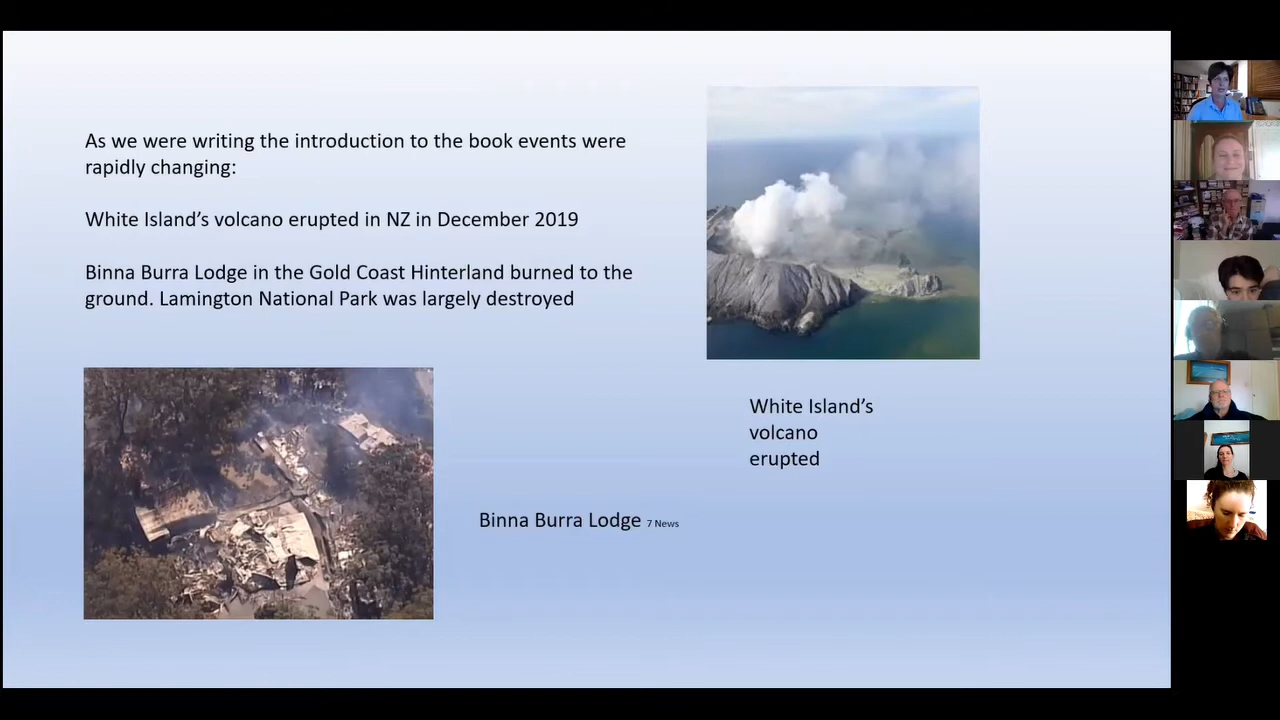 As we were writing the introduction to the book events were
rapidly changing:
White Island’s volcano erupted in NZ in December 2019
Binna Burra Lodge in the Gold Coast Hinterland burned to the
ground. Lamington National Park was largely destroyed
White Island’s
volcano
erupted
Binna Burra Lodge 7 News